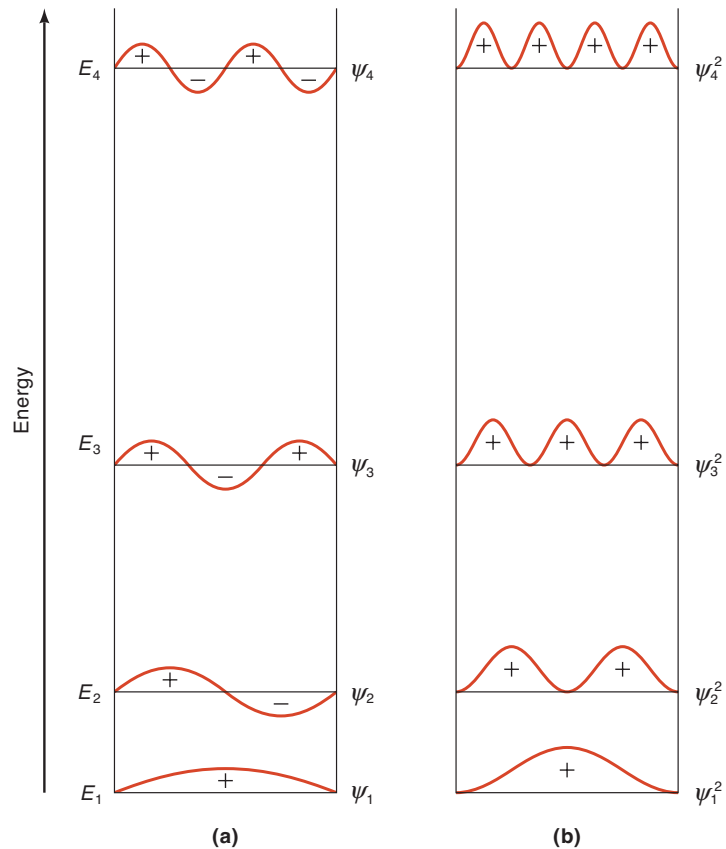 E₄ + − + − ψ₄ + + + + ψ₄²
Energy
E₃ + − + ψ₃ + + + ψ₃²
E₂ + − ψ₂ + + ψ₂²
E₁ + ψ₁ + ψ₁²
(a) (b)